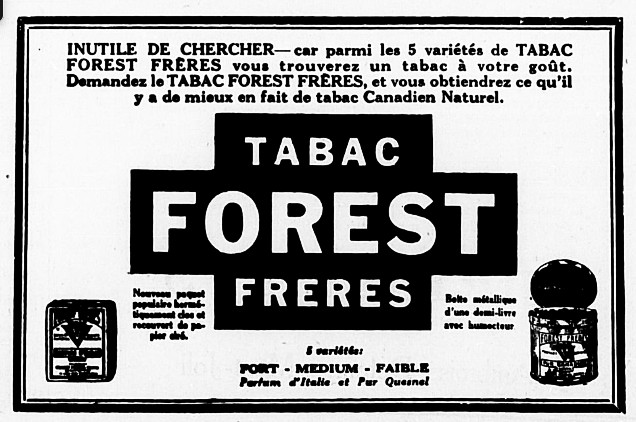 INUTILE DE CHERCHER—car parmi les 5 variétés de TABAC
FOREST FRÈRES vous trouverez un tabac à votre goût.
Demandez le TABAC FOREST FRÈRES, et vous obtiendrez ce qu'il
y a de mieux en fait de tabac Canadien Naturel.
TABAC
FOREST
FRERES
Nouveau paquet
populaire hermé-
tiquement clos et
recouvert de pa-
pier ciré.
Boîte métallique
d'une demi-livre
avec humecteur
FOREST FRÈRES
5 variétés:
FORT - MEDIUM - FAIBLE
Parfum d'Italie et Pur Quesnel